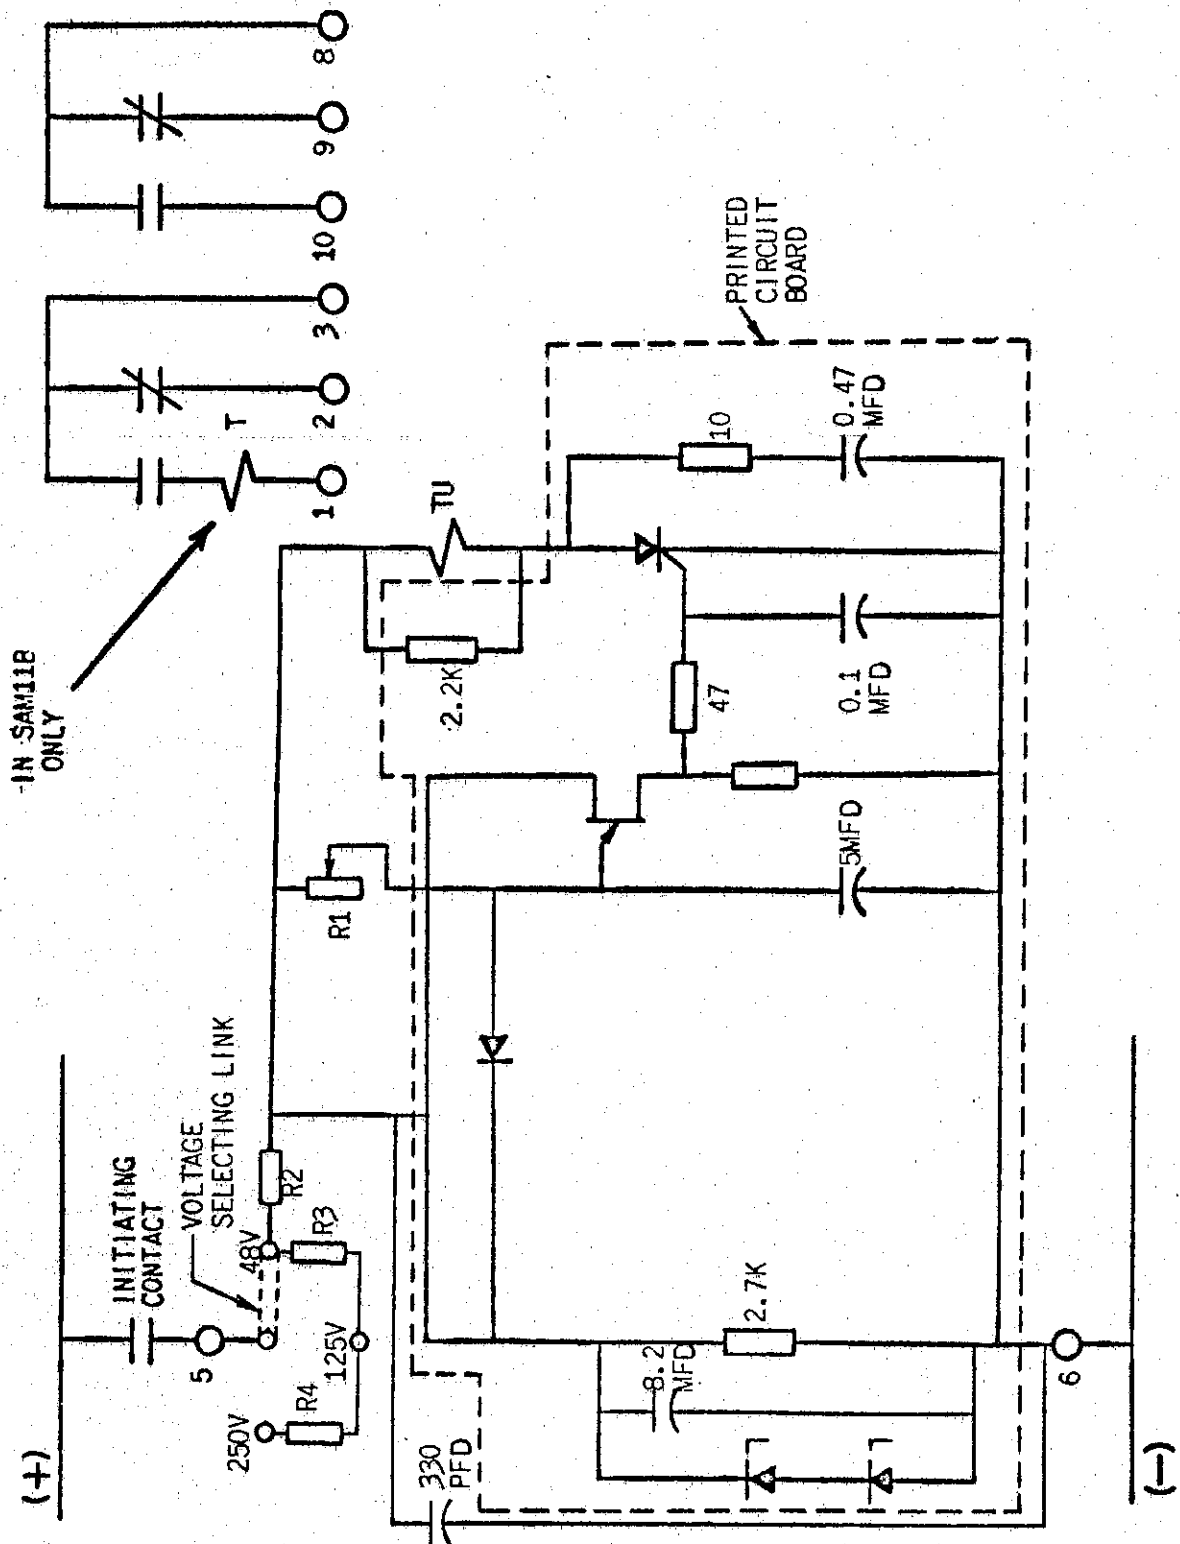 (+)
INITIATING
CONTACT
VOLTAGE
SELECTING LINK
5
48V
R2
R3
125V
R4
250V
330
PFD
8.2
MFD
2.7K
6
(−)
R1
5MFD
2.2K
TU
47
0.1
MFD
10
0.47
MFD
PRINTED
CIRCUIT
BOARD
IN SAM11B
ONLY
T
1
2
3
10
9
8